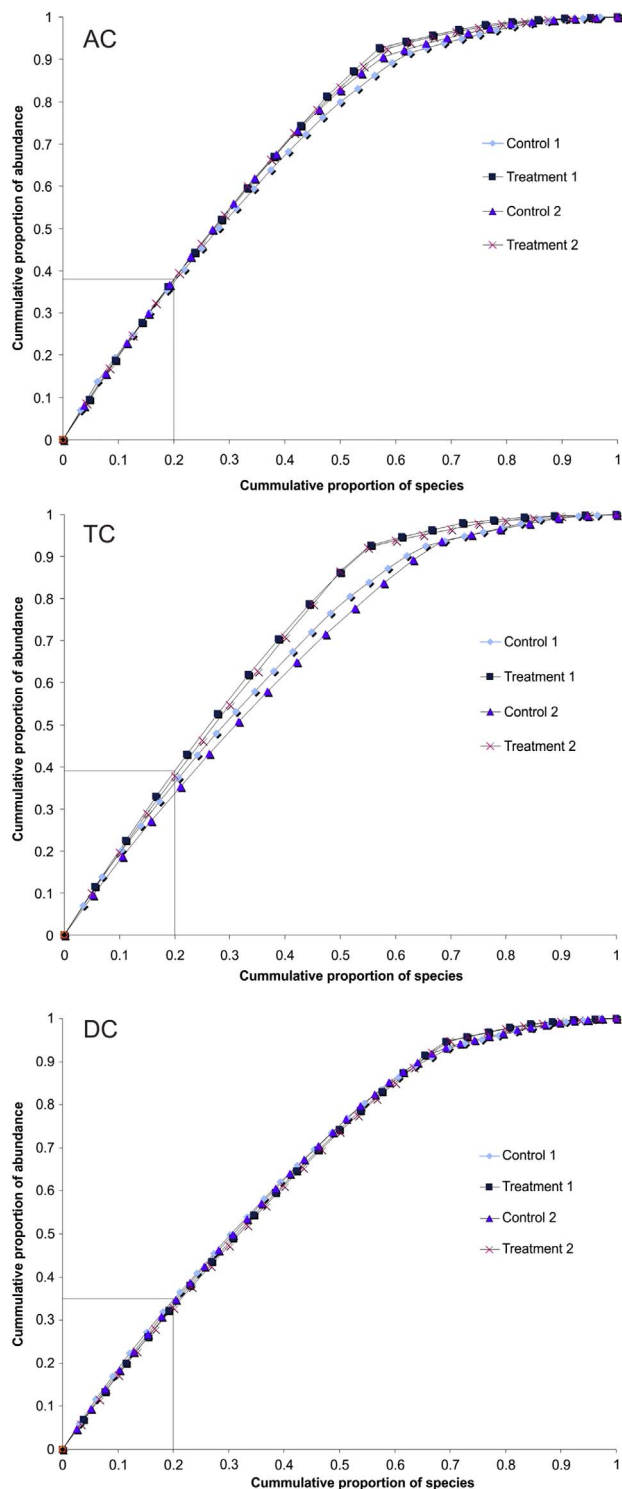 AC
1
0.9
0.8
0.7
0.6
0.5
0.4
0.3
0.2
0.1
0
Cummulative proportion of abundance
Control 1
Treatment 1
Control 2
Treatment 2
0 0.1 0.2 0.3 0.4 0.5 0.6 0.7 0.8 0.9 1
Cummulative proportion of species
TC
1
0.9
0.8
0.7
0.6
0.5
0.4
0.3
0.2
0.1
0
Cummulative proportion of abundance
Control 1
Treatment 1
Control 2
Treatment 2
0 0.1 0.2 0.3 0.4 0.5 0.6 0.7 0.8 0.9 1
Cummulative proportion of species
DC
1
0.9
0.8
0.7
0.6
0.5
0.4
0.3
0.2
0.1
0
Cummulative proportion of abundance
Control 1
Treatment 1
Control 2
Treatment 2
0 0.1 0.2 0.3 0.4 0.5 0.6 0.7 0.8 0.9 1
Cummulative proportion of species